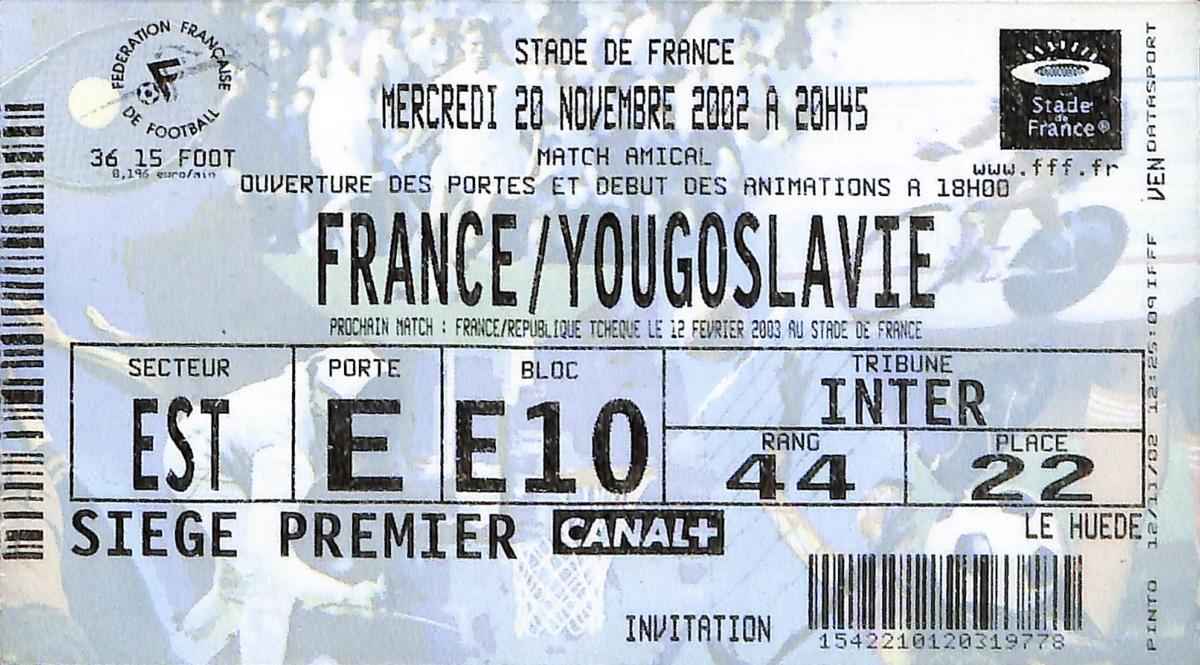 FEDERATION FRANÇAISE
DE FOOTBALL
36 15 FOOT
0,196 euro/min
STADE DE FRANCE
MERCREDI 20 NOVEMBRE 2002 A 20H45
MATCH AMICAL
OUVERTURE DES PORTES ET DEBUT DES ANIMATIONS A 18H00
Stade
de
France®
www.fff.fr
FRANCE/YOUGOSLAVIE
PROCHAIN MATCH : FRANCE/REPUBLIQUE TCHEQUE LE 12 FEVRIER 2003 AU STADE DE FRANCE
SECTEUR
EST
PORTE
E
BLOC
E10
TRIBUNE
INTER
RANG
44
PLACE
22
SIEGE PREMIER CANAL+
LE HUEDE
INVITATION
1542210120319778
PINTO 12/11/02 12:25:09 IFFF VEN DATASPORT